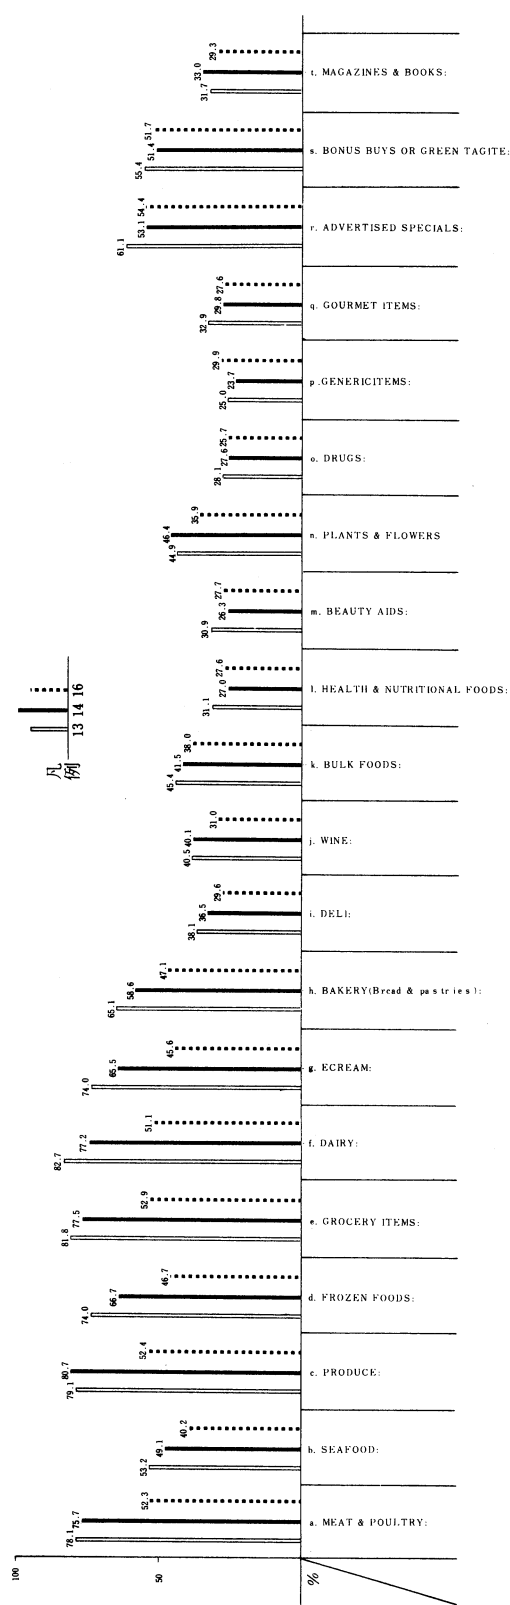 凡例
13 14 16
100
50
%
78.1 75.7 52.3
a. MEAT & POULTRY:
53.2 49.1 40.2
b. SEAFOOD:
79.1 80.7 52.4
c. PRODUCE:
74.0 66.7 46.7
d. FROZEN FOODS:
81.8 77.5 52.9
e. GROCERY ITEMS:
82.7 77.2 51.1
f. DAIRY:
74.0 65.5 45.6
g. ECREAM:
65.1 58.6 47.1
h. BAKERY(Bread & pastries):
38.1 36.5 29.6
i. DELI:
40.5 40.1 31.0
j. WINE:
45.4 41.5 38.0
k. BULK FOODS:
31.1 27.0 27.6
l. HEALTH & NUTRITIONAL FOODS:
30.9 26.3 27.7
m. BEAUTY AIDS:
44.9 46.4 35.9
n. PLANTS & FLOWERS
28.1 27.6 25.7
o. DRUGS:
25.0 23.7 29.9
p .GENERICITEMS:
32.9 29.8 27.6
q. GOURMET ITEMS:
61.1 53.1 54.4
r. ADVERTISED SPECIALS:
55.4 51.4 51.7
s. BONUS BUYS OR GREEN TAGITE:
31.7 33.0 29.3
t. MAGAZINES & BOOKS: